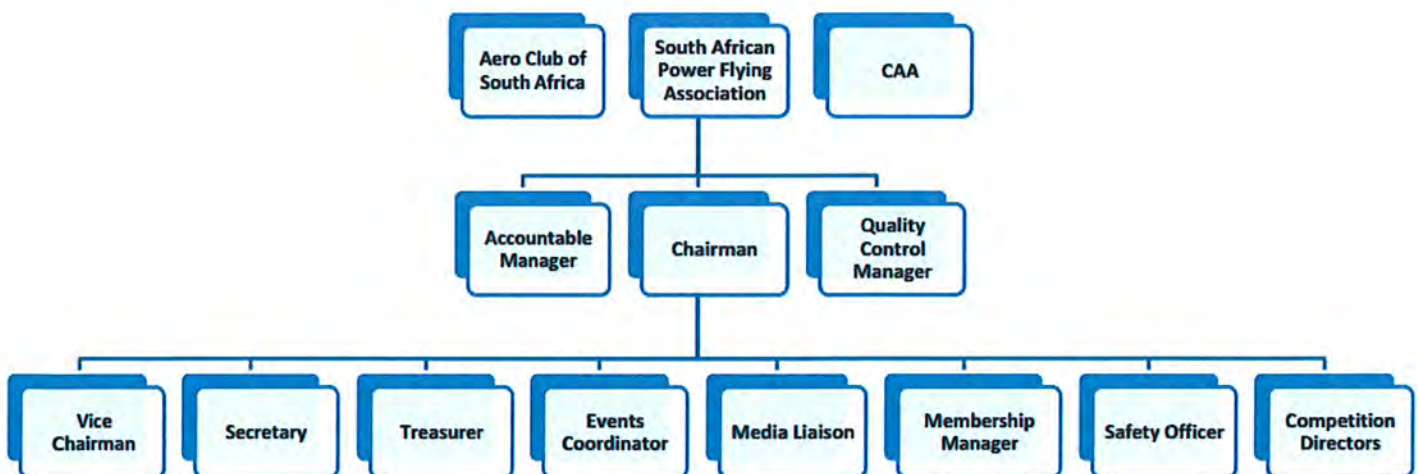 Aero Club of
South Africa
South African
Power Flying
Association
CAA
Accountable
Manager
Chairman
Quality
Control
Manager
Vice
Chairman
Secretary
Treasurer
Events
Coordinator
Media Liaison
Membership
Manager
Safety Officer
Competition
Directors